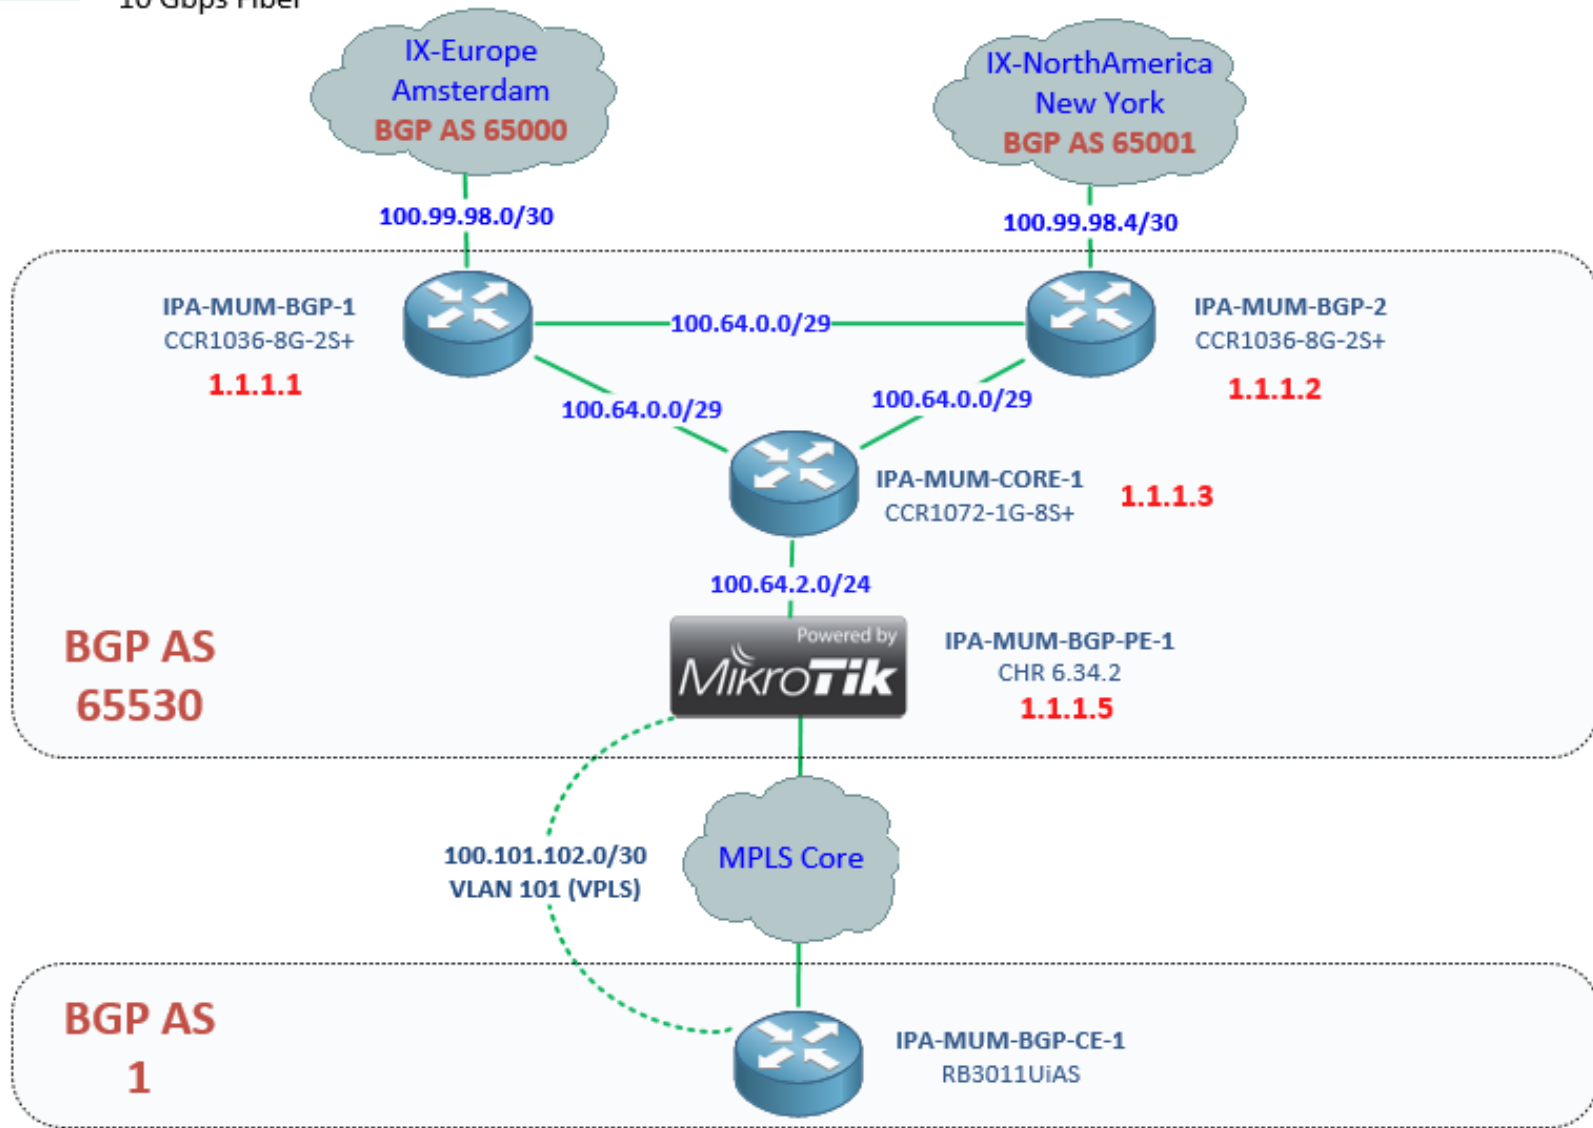 10 Gbps Fiber
IX-Europe
Amsterdam
BGP AS 65000
IX-NorthAmerica
New York
BGP AS 65001
100.99.98.0/30
100.99.98.4/30
IPA-MUM-BGP-1
CCR1036-8G-2S+
1.1.1.1
100.64.0.0/29
IPA-MUM-BGP-2
CCR1036-8G-2S+
1.1.1.2
100.64.0.0/29
100.64.0.0/29
IPA-MUM-CORE-1
CCR1072-1G-8S+
1.1.1.3
100.64.2.0/24
BGP AS
65530
Powered by
MikroTik
IPA-MUM-BGP-PE-1
CHR 6.34.2
1.1.1.5
100.101.102.0/30
VLAN 101 (VPLS)
MPLS Core
BGP AS
1
IPA-MUM-BGP-CE-1
RB3011UiAS